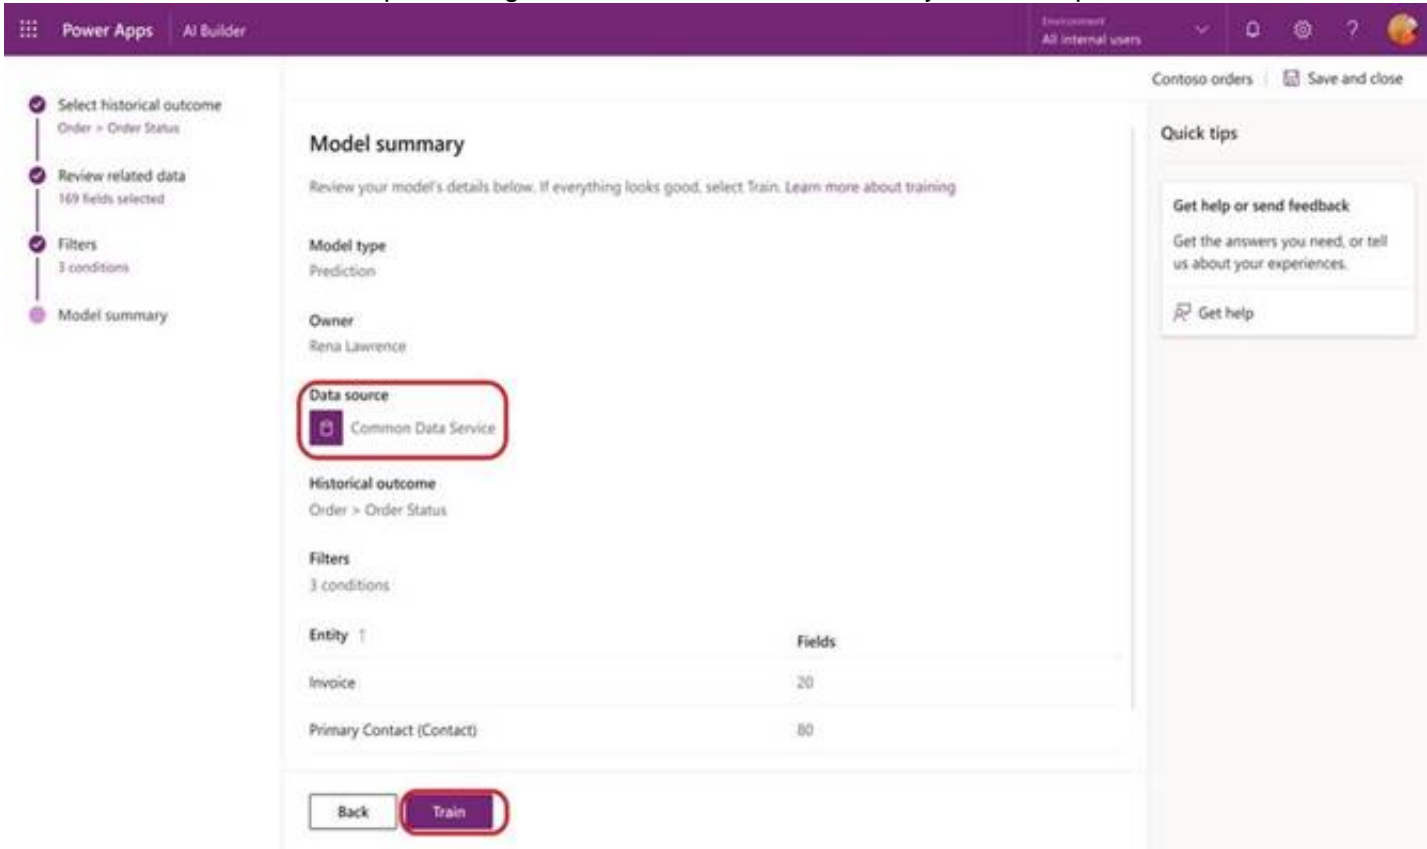 Power Apps AI Builder
Environment
All internal users
?
Contoso orders Save and close
Select historical outcome
Order > Order Status
Review related data
169 fields selected
Filters
3 conditions
Model summary
Model summary
Review your model's details below. If everything looks good, select Train. Learn more about training
Model type
Prediction
Owner
Rena Lawrence
Data source
Common Data Service
Historical outcome
Order > Order Status
Filters
3 conditions
Entity ↑ Fields
Invoice 20
Primary Contact (Contact) 80
Back Train
Quick tips
Get help or send feedback
Get the answers you need, or tell
us about your experiences.
Get help